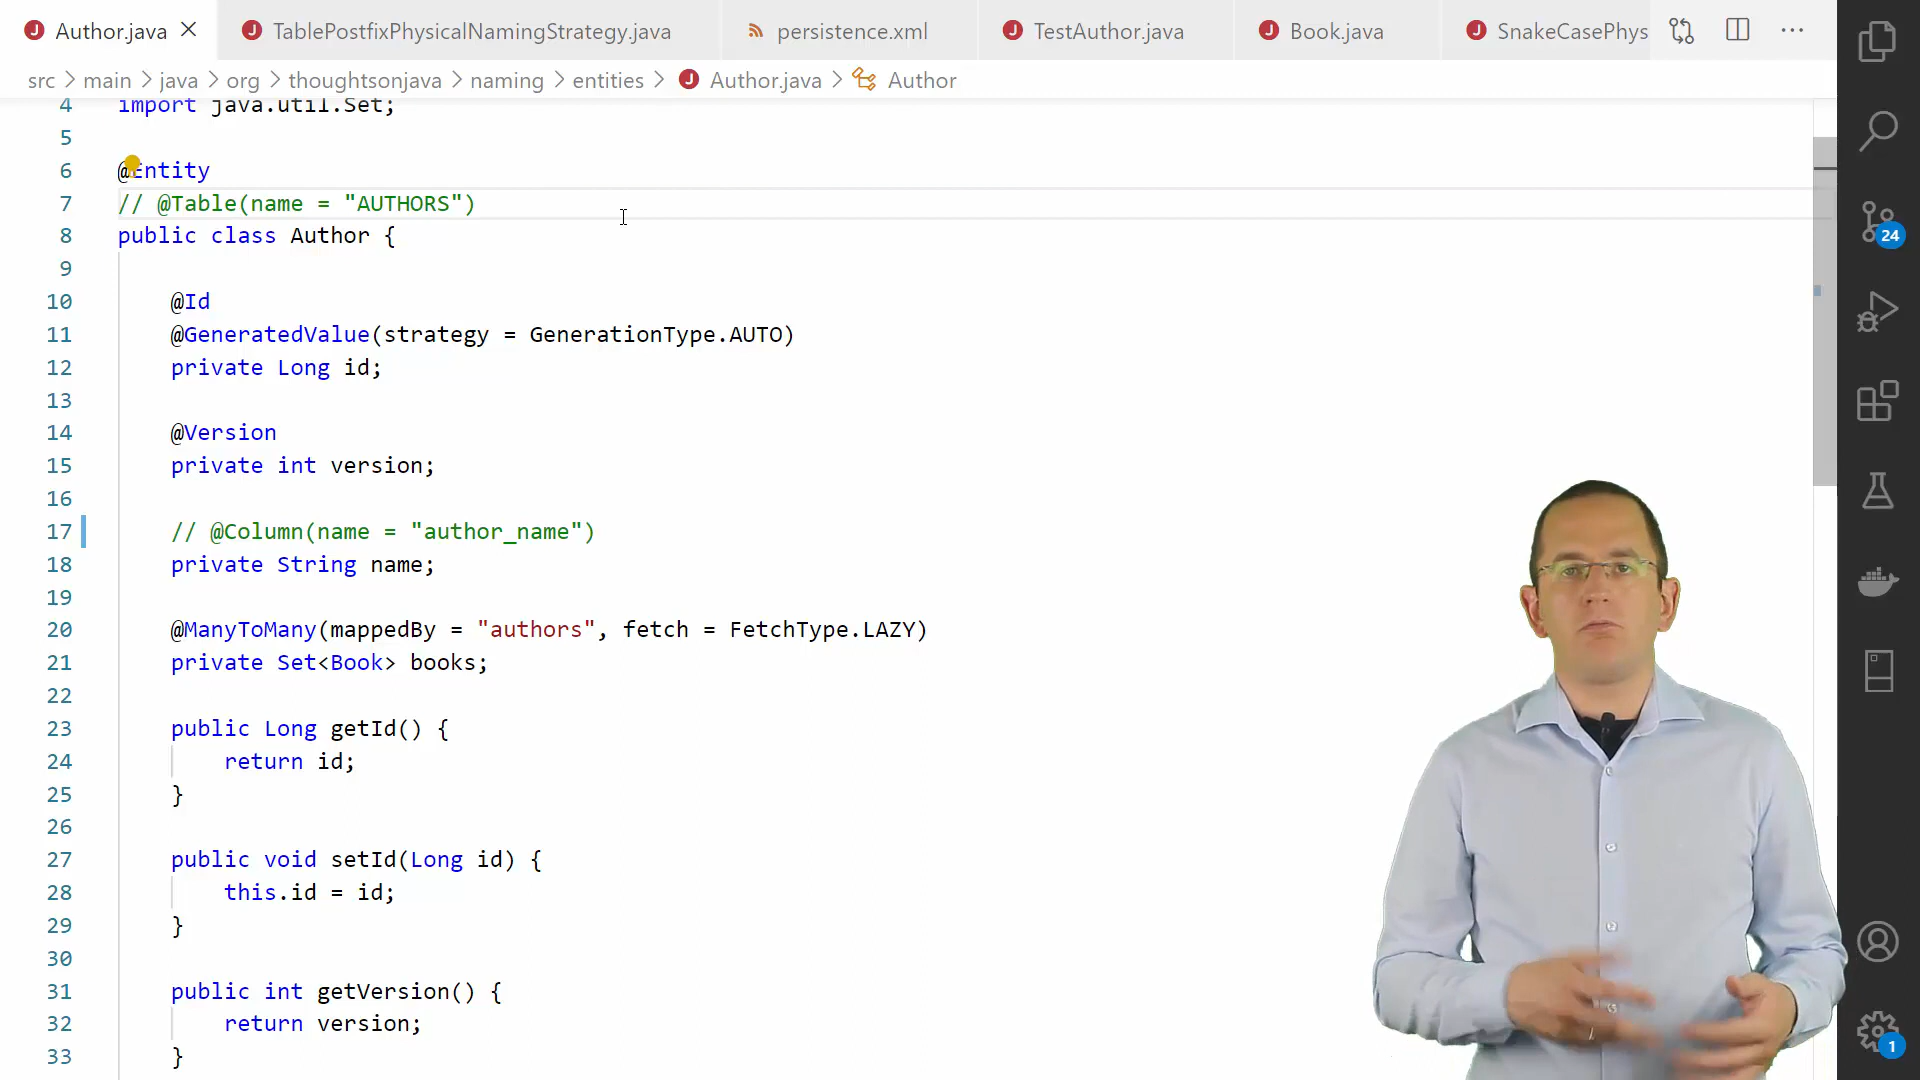 Author.java
TablePostfixPhysicalNamingStrategy.java
persistence.xml
TestAuthor.java
Book.java
SnakeCasePhys
src > main > java > org > thoughtsonjava > naming > entities > Author.java > Author
4 import java.util.Set;
5
6 @Entity
7 // @Table(name = "AUTHORS")
8 public class Author {
9
10 @Id
11 @GeneratedValue(strategy = GenerationType.AUTO)
12 private Long id;
13
14 @Version
15 private int version;
16
17 // @Column(name = "author_name")
18 private String name;
19
20 @ManyToMany(mappedBy = "authors", fetch = FetchType.LAZY)
21 private Set<Book> books;
22
23 public Long getId() {
24 return id;
25 }
26
27 public void setId(Long id) {
28 this.id = id;
29 }
30
31 public int getVersion() {
32 return version;
33 }
24
1